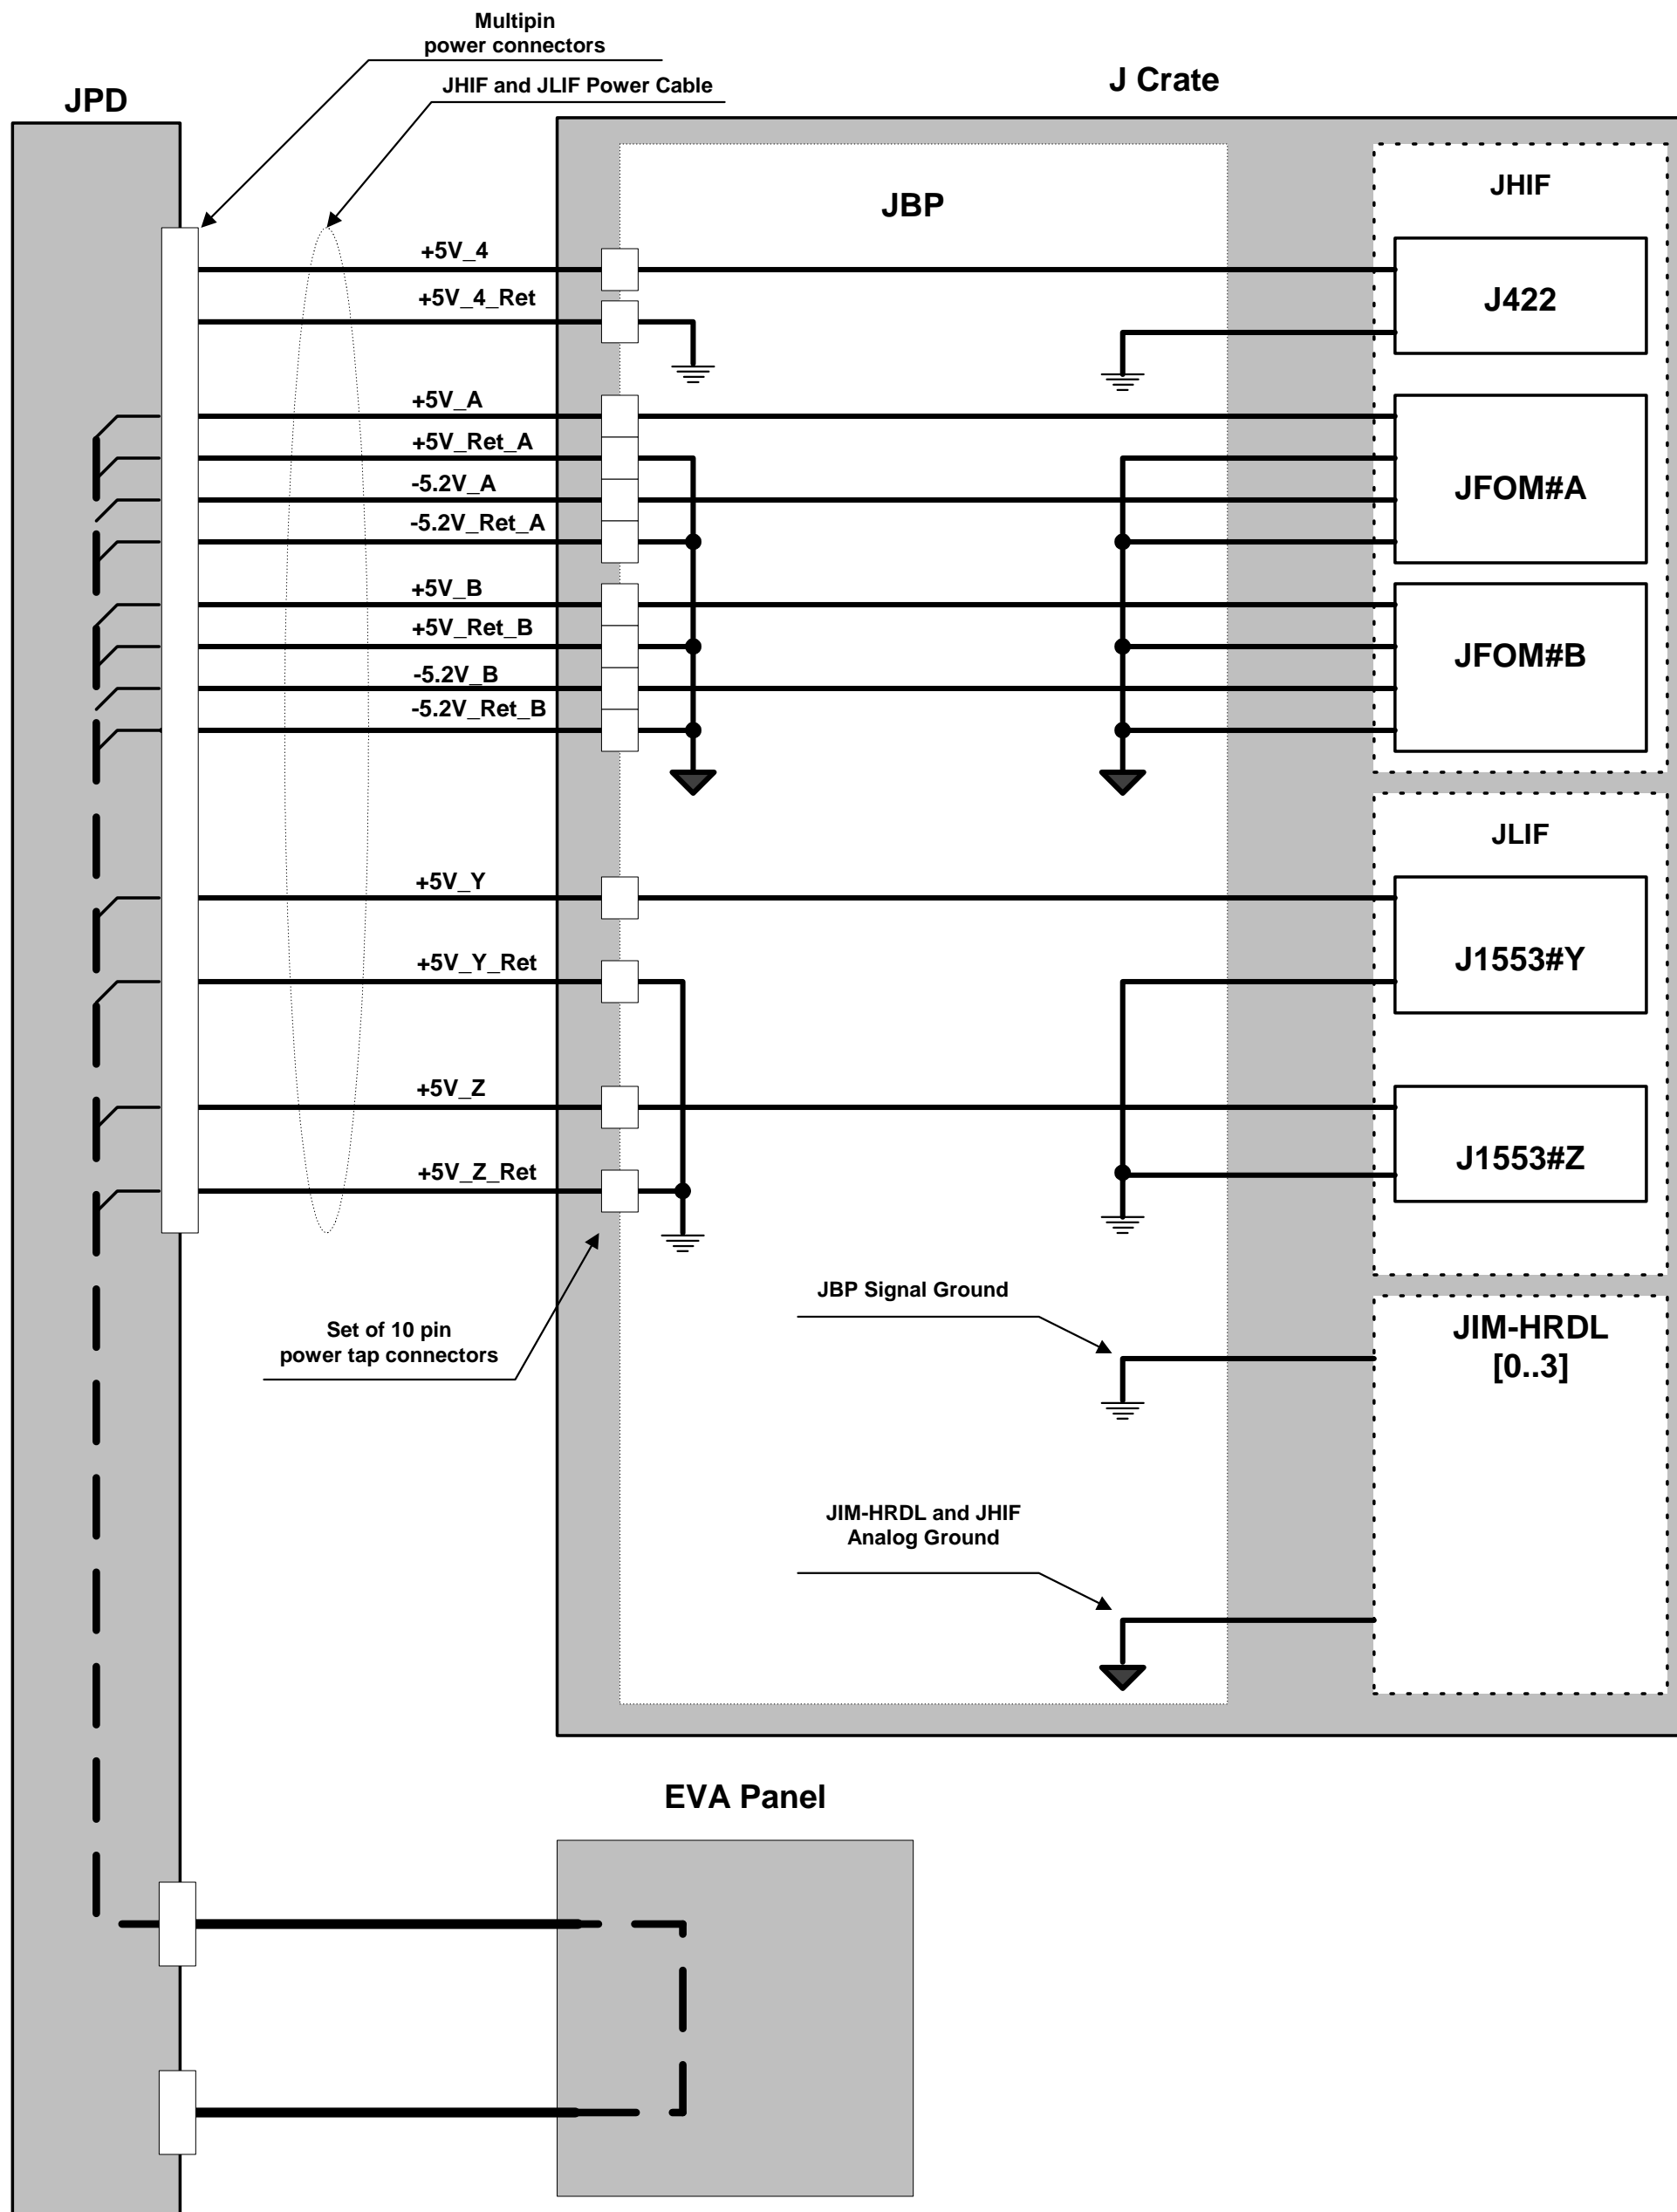 Multipin
power connectors
JHIF and JLIF Power Cable
J Crate
JPD
JHIF
JBP
+5V_4
+5V_4_Ret
J422
+5V_A
+5V_Ret_A
-5.2V_A
-5.2V_Ret_A
JFOM#A
+5V_B
+5V_Ret_B
-5.2V_B
-5.2V_Ret_B
JFOM#B
JLIF
+5V_Y
+5V_Y_Ret
J1553#Y
+5V_Z
+5V_Z_Ret
J1553#Z
JBP Signal Ground
Set of 10 pin
power tap connectors
JIM-HRDL
[0..3]
JIM-HRDL and JHIF
Analog Ground
EVA Panel